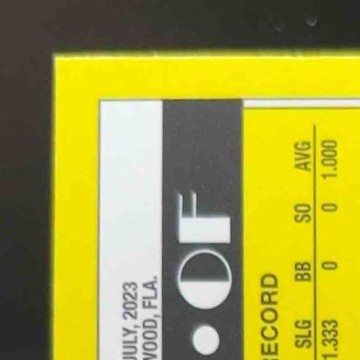 JULY, 2023
WOOD, FLA.
• OF
RECORD
SLG BB SO AVG
1.333 0 0 1.000